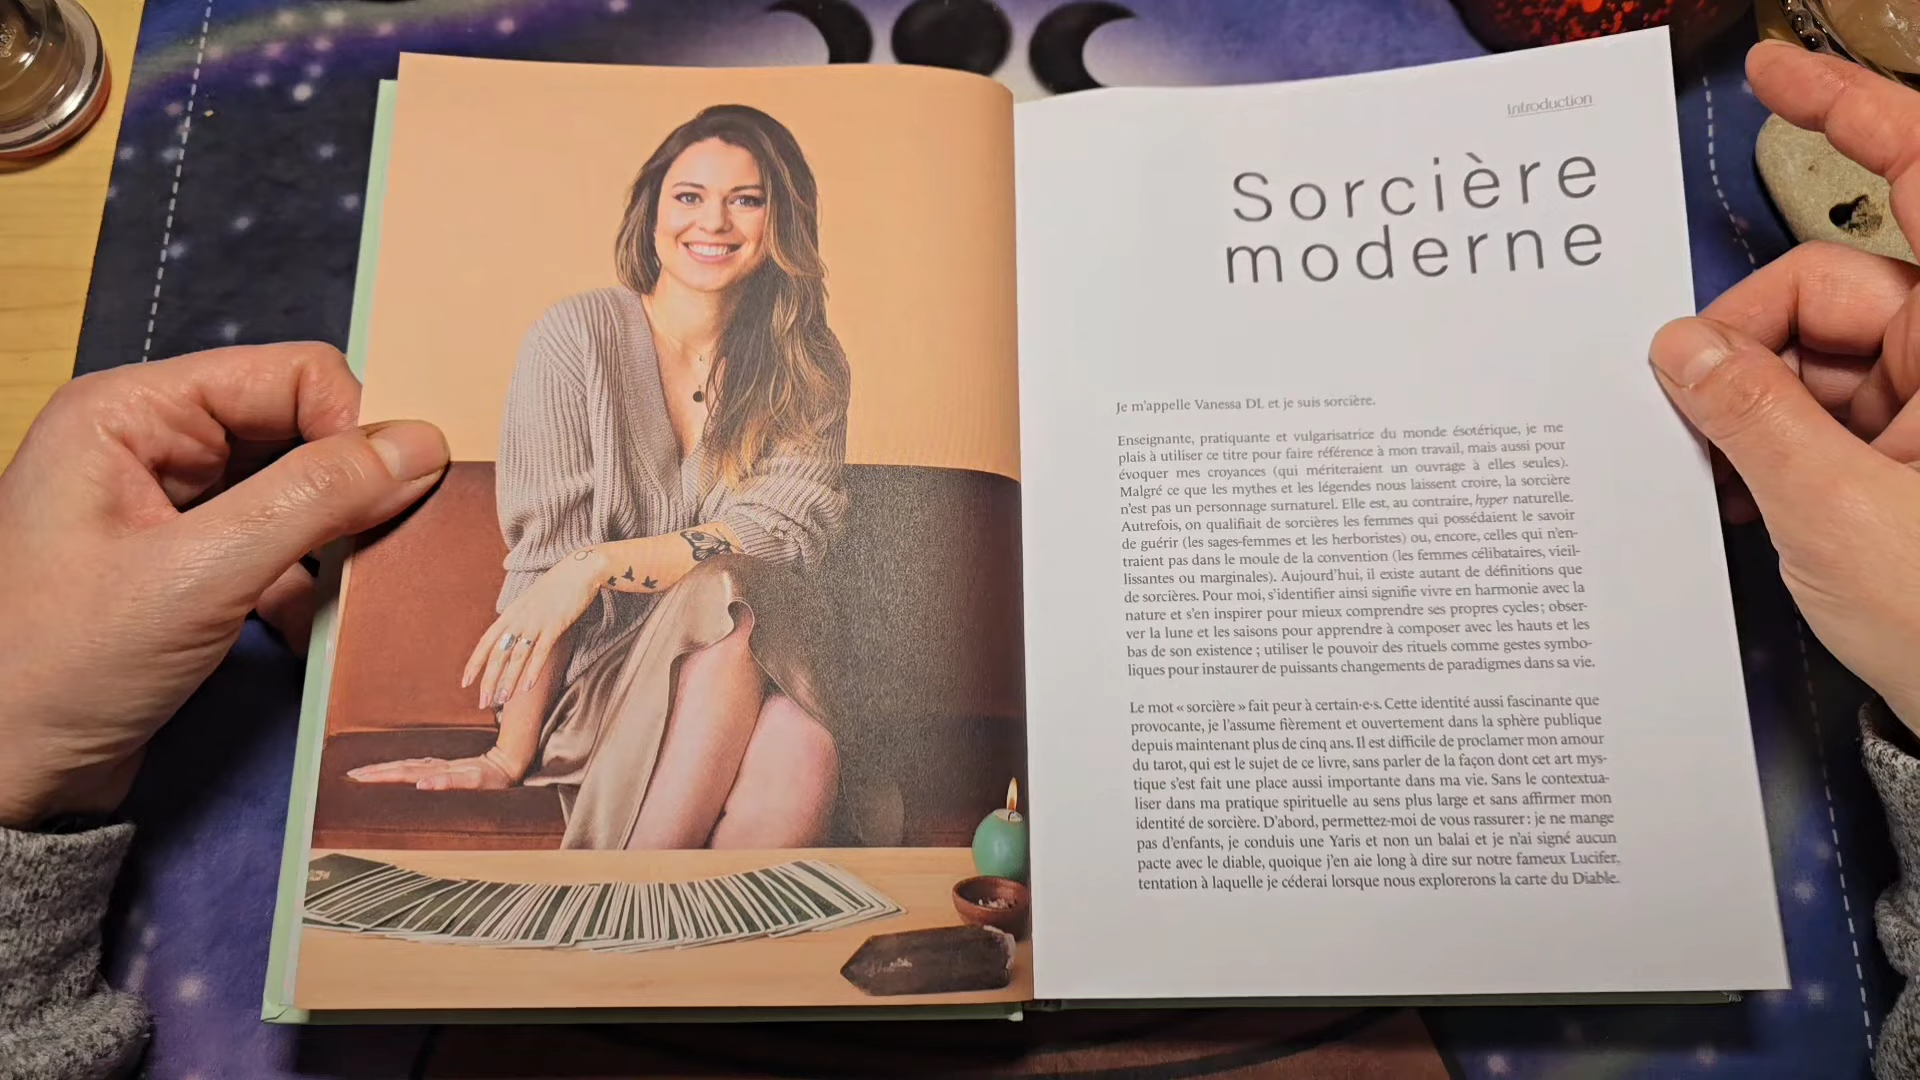 Introduction
Sorcière
moderne
Je m'appelle Vanessa DL et je suis sorcière.
Enseignante, pratiquante et vulgarisatrice du monde ésotérique, je me
plais à utiliser ce titre pour faire référence à mon travail, mais aussi pour
évoquer mes croyances (qui mériteraient un ouvrage à elles seules).
Malgré ce que les mythes et les légendes nous laissent croire, la sorcière
n'est pas un personnage surnaturel. Elle est, au contraire, hyper naturelle.
Autrefois, on qualifiait de sorcières les femmes qui possédaient le savoir
de guérir (les sages-femmes et les herboristes) ou, encore, celles qui n'en-
traient pas dans le moule de la convention (les femmes célibataires, vieil-
lissantes ou marginales). Aujourd'hui, il existe autant de définitions que
de sorcières. Pour moi, s'identifier ainsi signifie vivre en harmonie avec la
nature et s'en inspirer pour mieux comprendre ses propres cycles ; obser-
ver la lune et les saisons pour apprendre à composer avec les hauts et les
bas de son existence ; utiliser le pouvoir des rituels comme gestes symbo-
liques pour instaurer de puissants changements de paradigmes dans sa vie.
Le mot « sorcière » fait peur à certain·e·s. Cette identité aussi fascinante que
provocante, je l'assume fièrement et ouvertement dans la sphère publique
depuis maintenant plus de cinq ans. Il est difficile de proclamer mon amour
du tarot, qui est le sujet de ce livre, sans parler de la façon dont cet art mys-
tique s'est fait une place aussi importante dans ma vie. Sans le contextua-
liser dans ma pratique spirituelle au sens plus large et sans affirmer mon
identité de sorcière. D'abord, permettez-moi de vous rassurer : je ne mange
pas d'enfants, je conduis une Yaris et non un balai et je n'ai signé aucun
pacte avec le diable, quoique j'en aie long à dire sur notre fameux Lucifer,
tentation à laquelle je céderai lorsque nous explorerons la carte du Diable.